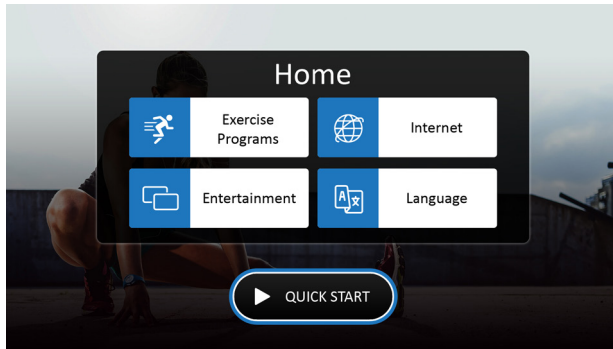 Home
Exercise
Programs
Internet
Entertainment
Language
QUICK START